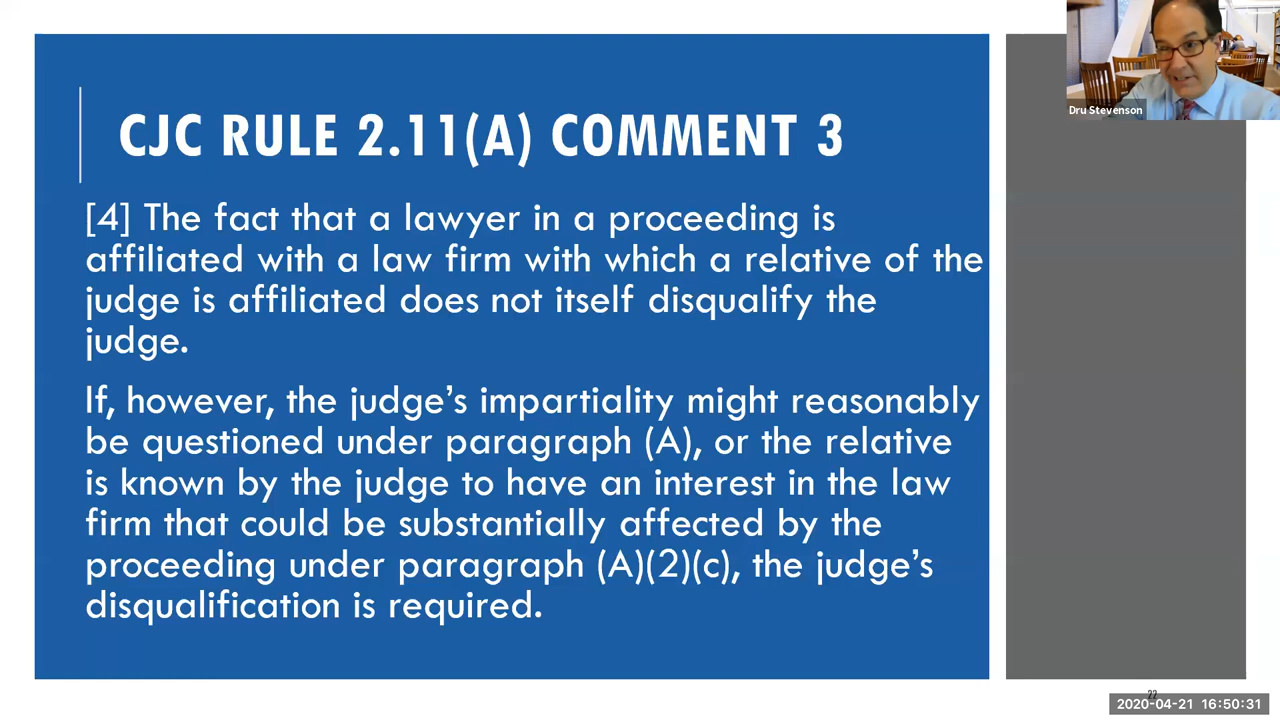 Dru Stevenson
CJC RULE 2.11(A) COMMENT 3
[4] The fact that a lawyer in a proceeding is
affiliated with a law firm with which a relative of the
judge is affiliated does not itself disqualify the
judge.
If, however, the judge’s impartiality might reasonably
be questioned under paragraph (A), or the relative
is known by the judge to have an interest in the law
firm that could be substantially affected by the
proceeding under paragraph (A)(2)(c), the judge’s
disqualification is required.
22
2020-04-21 16:50:31